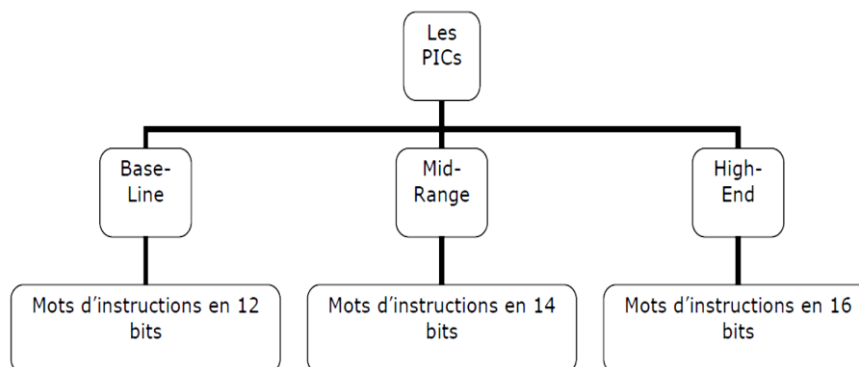 Les
PICs
Base-
Line
Mid-
Range
High-
End
Mots d'instructions en 12
bits
Mots d'instructions en 14
bits
Mots d'instructions en 16
bits